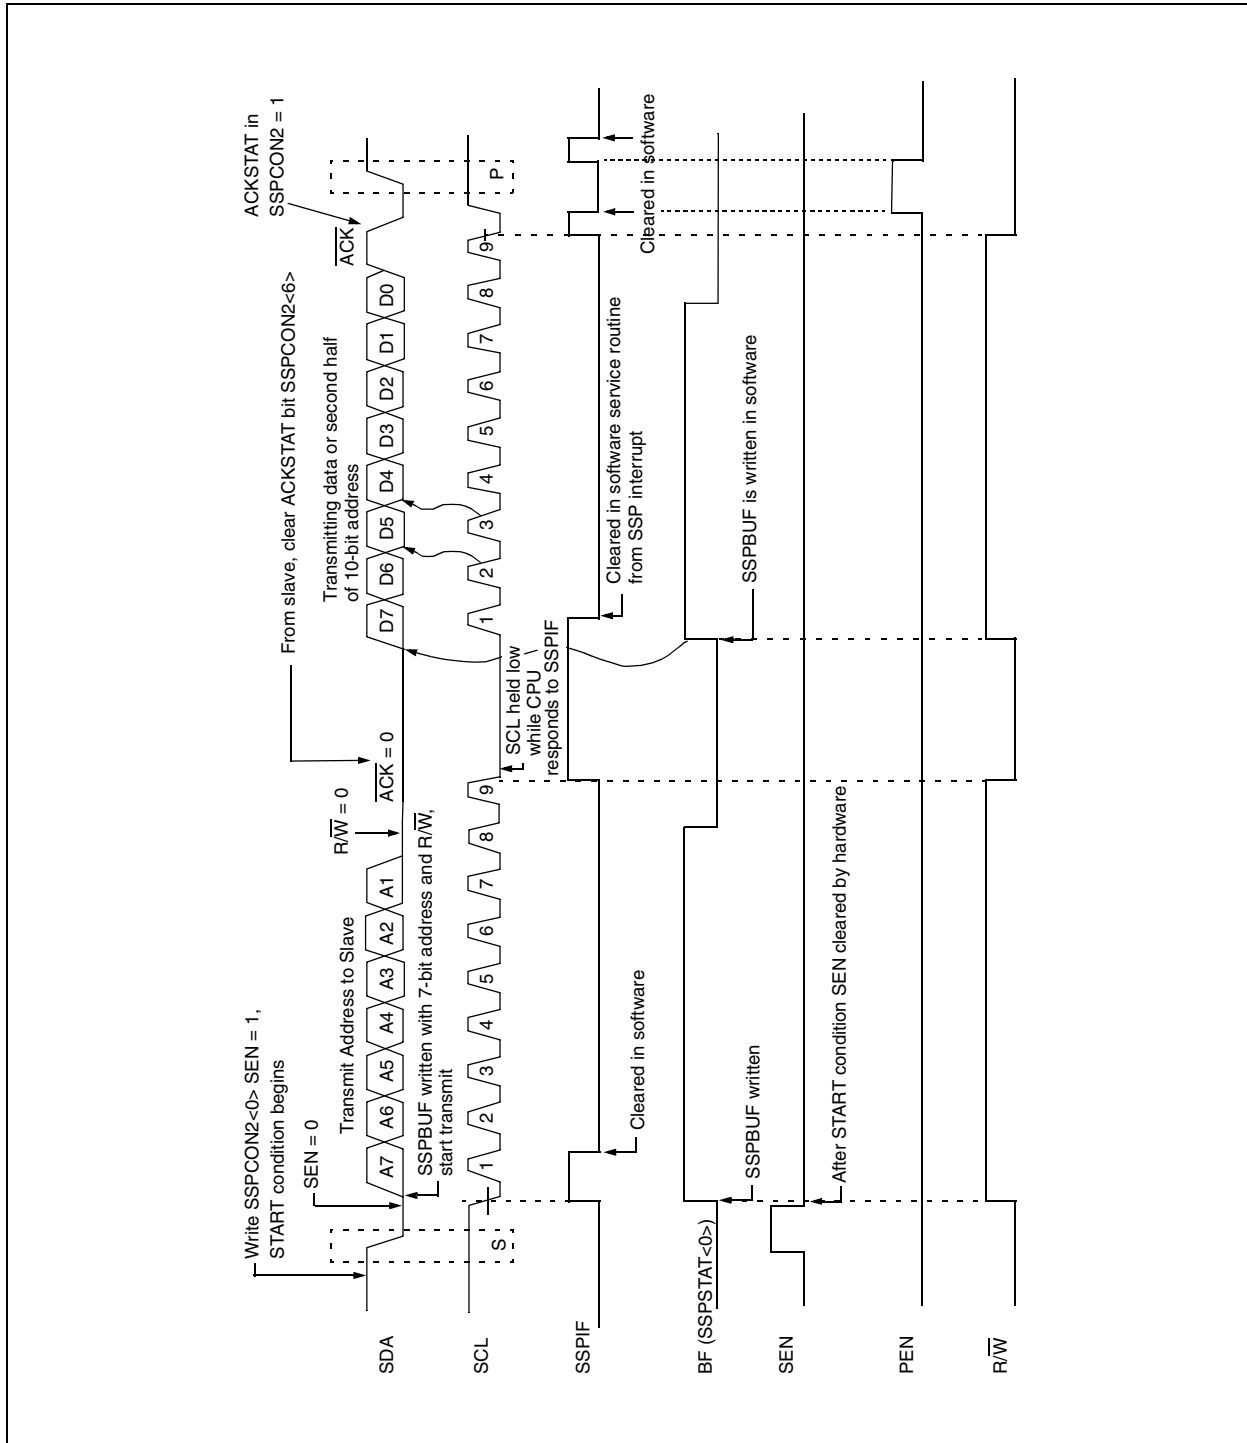 Write SSPCON2<0> SEN = 1,
START condition begins
SEN = 0
From slave, clear ACKSTAT bit SSPCON2<6>
ACKSTAT in
SSPCON2 = 1
Transmit Address to Slave
R/W = 0
ACK = 0
Transmitting data or second half
of 10-bit address
ACK
SDA
A7 A6 A5 A4 A3 A2 A1
D7 D6 D5 D4 D3 D2 D1 D0
SSPBUF written with 7-bit address and R/W,
start transmit
SCL
S
1 2 3 4 5 6 7 8 9
1 2 3 4 5 6 7 8 9
P
SCL held low
while CPU
responds to SSPIF
SSPIF
Cleared in software
Cleared in software service routine
from SSP interrupt
Cleared in software
BF (SSPSTAT<0>)
SSPBUF written
SSPBUF is written in software
SEN
After START condition SEN cleared by hardware
PEN
R/W